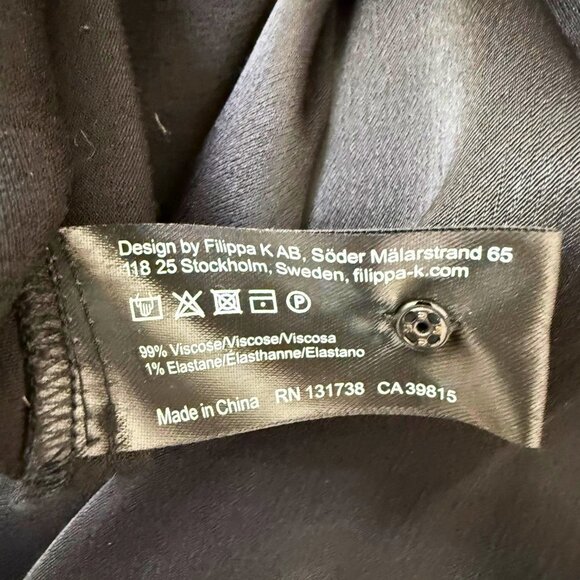 Design by Filippa K AB, Söder Mälarstrand 65
118 25 Stockholm, Sweden, filippa-k.com
P
99% Viscose/Viscose/Viscosa
1% Elastane/Élasthanne/Elastano
Made in China RN 131738 CA 39815